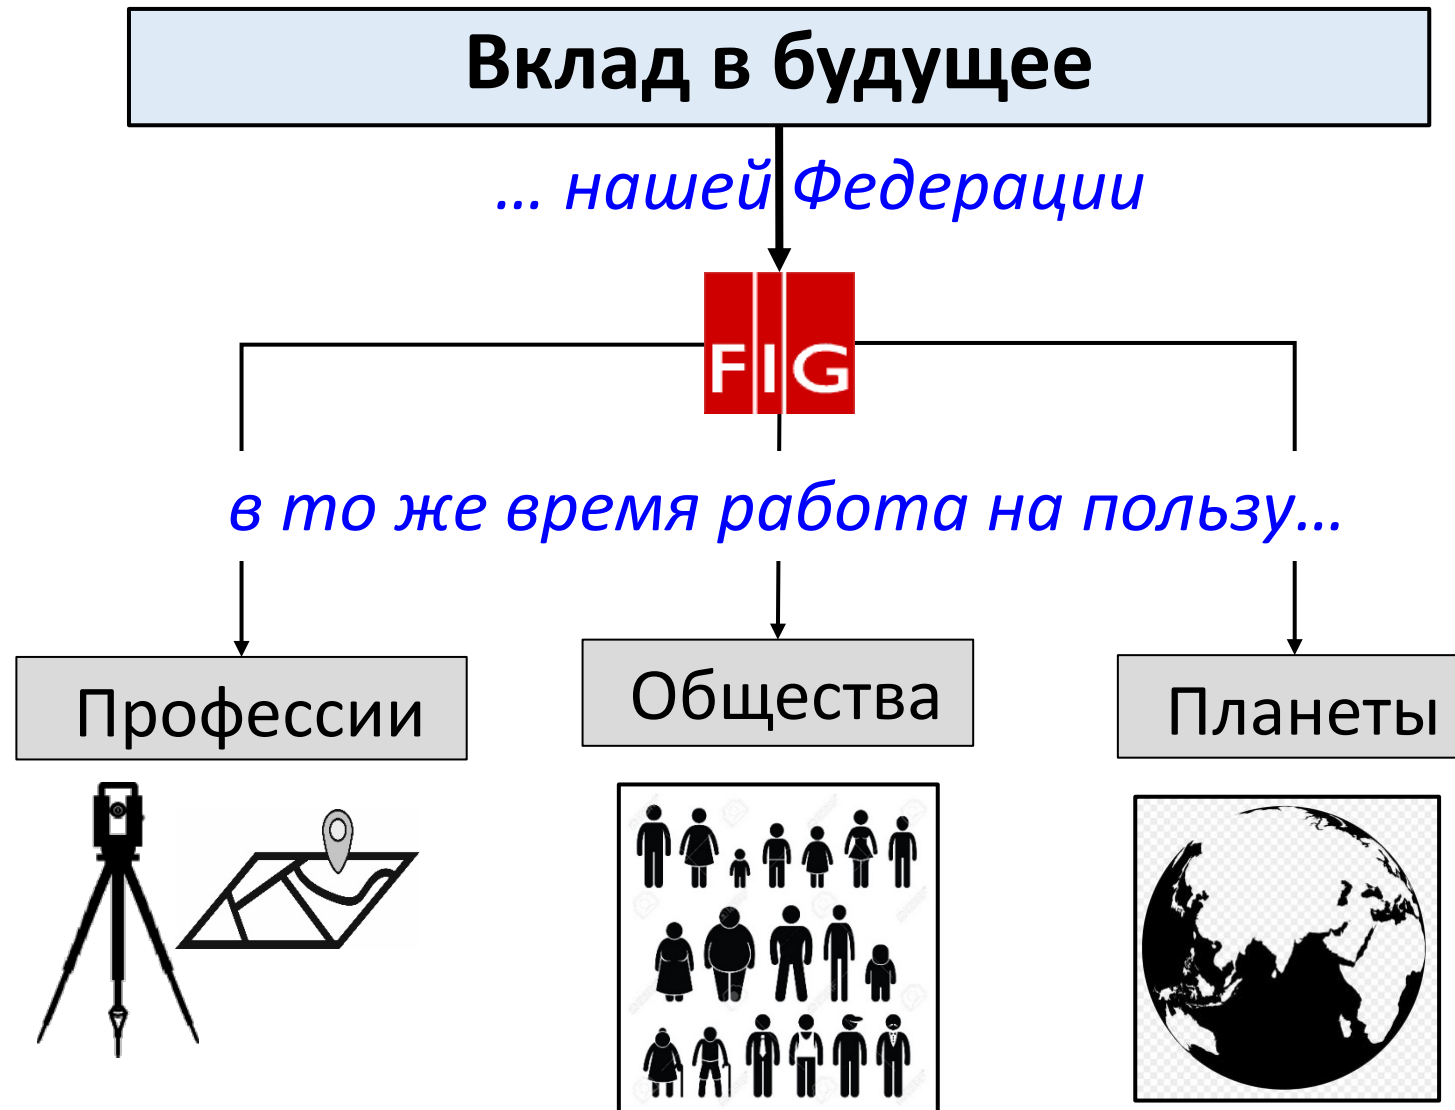 Вклад в будущее
... нашей Федерации
FIG
в то же время работа на пользу...
Профессии
Общества
Планеты